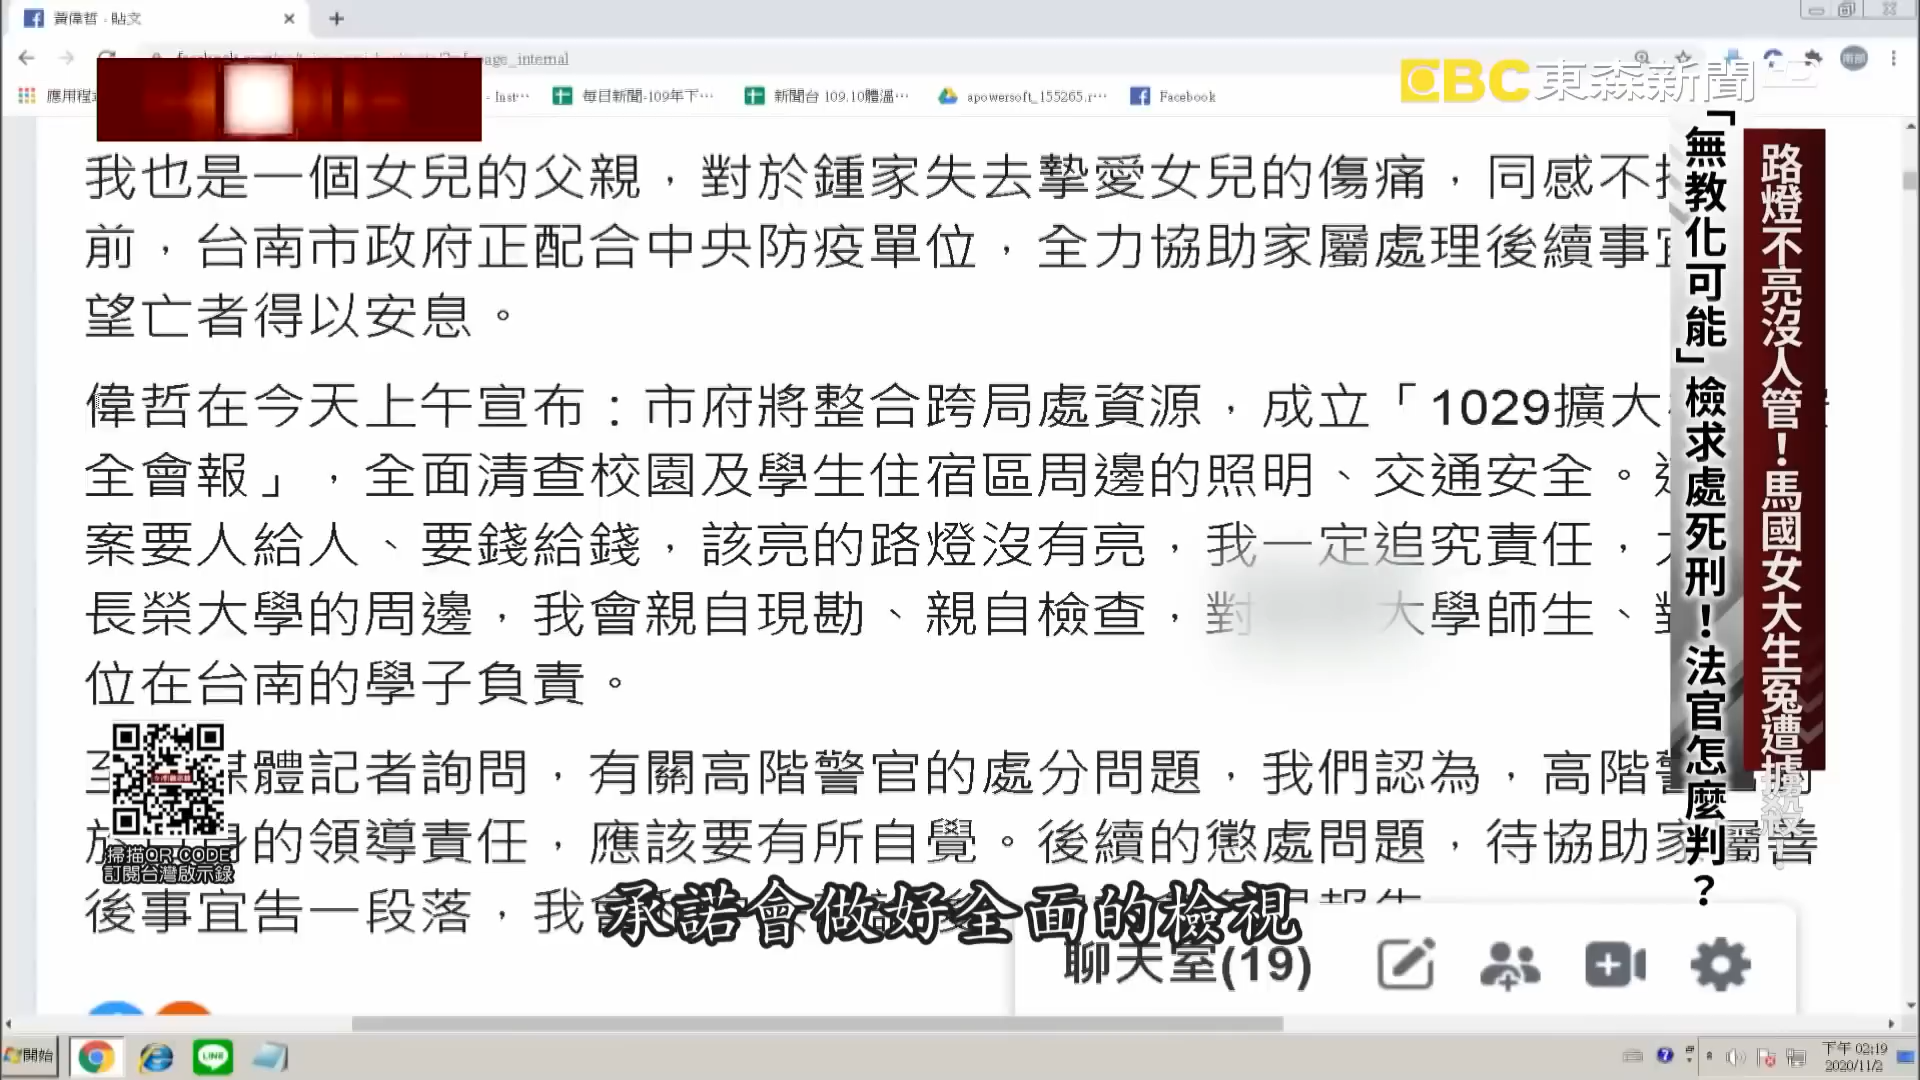 黃偉哲 - 貼文
page_internal
應用程式
- Inst…
每日新聞-109年下…
新聞台 109.10體溫…
apowersoft_155265.r…
Facebook
EBC 東森新聞
我也是一個女兒的父親，對於鍾家失去摯愛女兒的傷痛，同感不
前，台南市政府正配合中央防疫單位，全力協助家屬處理後續事
望亡者得以安息。
偉哲在今天上午宣布：市府將整合跨局處資源，成立「1029擴大
全會報」，全面清查校園及學生住宿區周邊的照明、交通安全。
案要人給人、要錢給錢，該亮的路燈沒有亮，我一定追究責任，
長榮大學的周邊，我會親自現勘、親自檢查，對 大學師生、
位在台南的學子負責。
媒體記者詢問，有關高階警官的處分問題，我們認為，高階
的領導責任，應該要有所自覺。後續的懲處問題，待協助家屬善
後事宜告一段落，我
路燈不亮沒人管！馬國女大生冤遭擄殺！
「無教化可能」檢求處死刑！法官怎麼判？
掃描QR CODE
訂閱台灣啟示錄
承諾會做好全面的檢視
聊天室(19)
開始
LINE
下午 02:19
2020/11/2